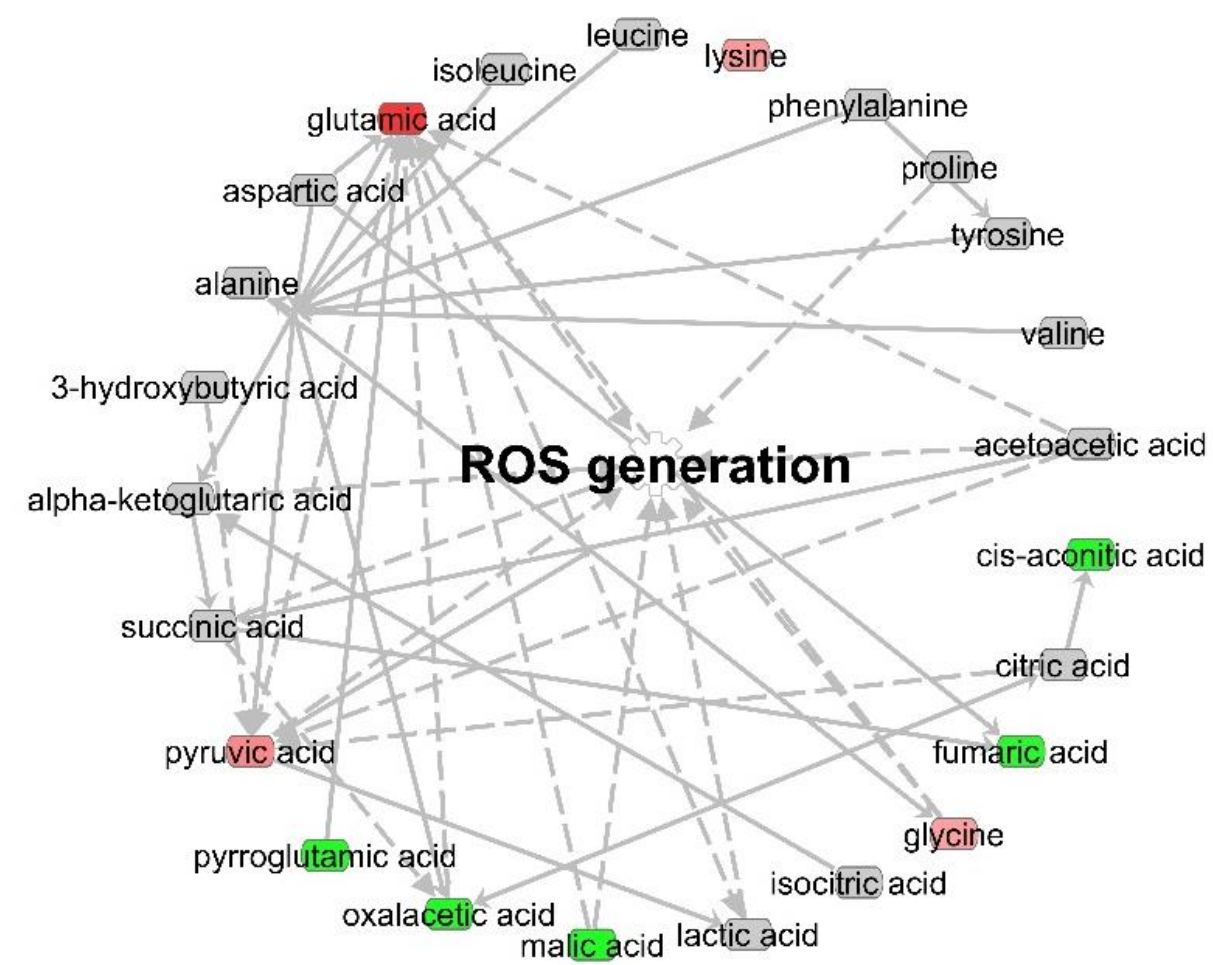 leucine
lysine
isoleucine
phenylalanine
glutamic acid
proline
aspartic acid
tyrosine
alanine
valine
3-hydroxybutyric acid
acetoacetic acid
ROS generation
alpha-ketoglutaric acid
cis-aconitic acid
succinic acid
citric acid
pyruvic acid
fumaric acid
glycine
pyrroglutamic acid
isocitric acid
oxalacetic acid
malic acid
lactic acid